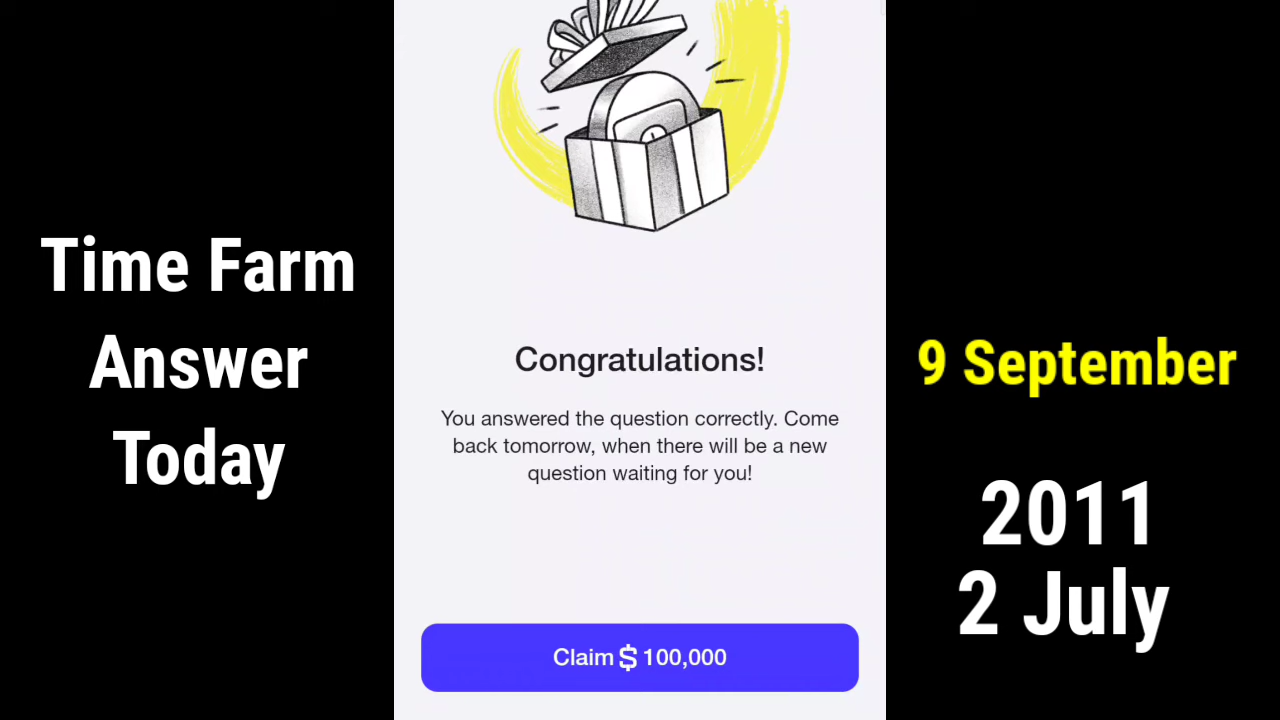 Time Farm
Answer
Today
Congratulations!
You answered the question correctly. Come
back tomorrow, when there will be a new
question waiting for you!
Claim $ 100,000
9 September
2011
2 July